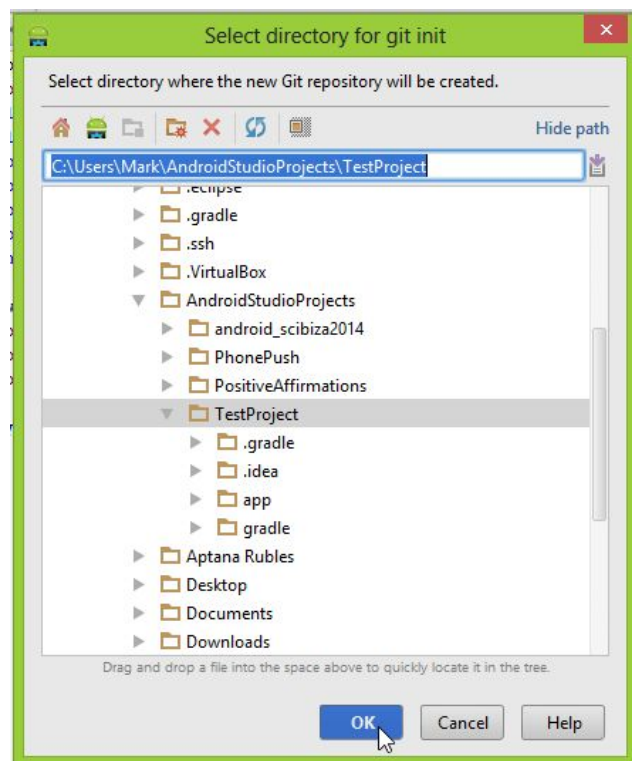 Select directory for git init
Select directory where the new Git repository will be created.
Hide path
C:\Users\Mark\AndroidStudioProjects\TestProject
.eclipse
.gradle
.ssh
.VirtualBox
AndroidStudioProjects
android_scibiza2014
PhonePush
PositiveAffirmations
TestProject
.gradle
.idea
app
gradle
Aptana Rubles
Desktop
Documents
Downloads
Drag and drop a file into the space above to quickly locate it in the tree.
OK Cancel Help